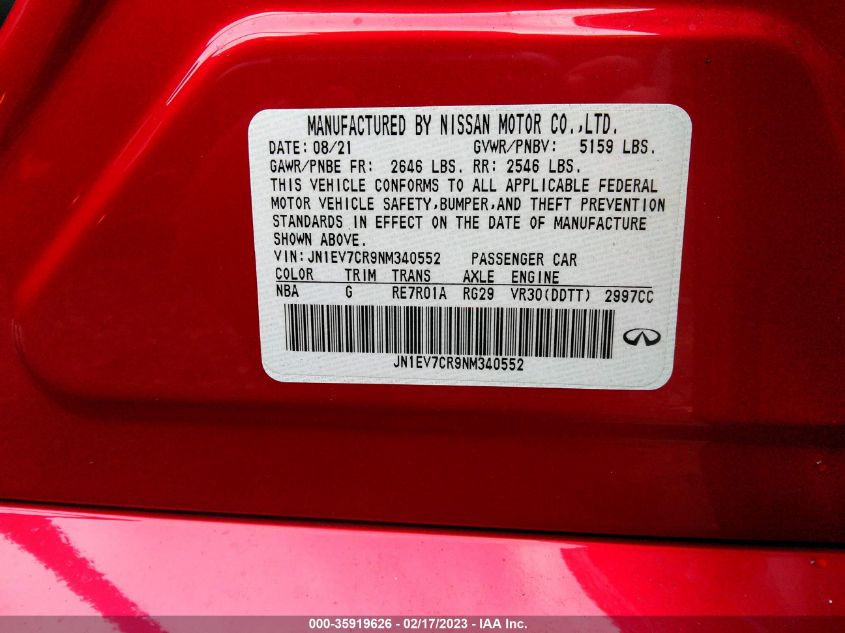 MANUFACTURED BY NISSAN MOTOR CO.,LTD.
DATE: 08/21 GVWR/PNBV: 5159 LBS.
GAWR/PNBE FR: 2646 LBS. RR: 2546 LBS.
THIS VEHICLE CONFORMS TO ALL APPLICABLE FEDERAL
MOTOR VEHICLE SAFETY,BUMPER,AND THEFT PREVENTION
STANDARDS IN EFFECT ON THE DATE OF MANUFACTURE
SHOWN ABOVE.
VIN:JN1EV7CR9NM340552 PASSENGER CAR
COLOR TRIM TRANS AXLE ENGINE
NBA G RE7R01A RG29 VR30(DDTT) 2997CC
JN1EV7CR9NM340552
000-35919626 - 02/17/2023 - IAA Inc.